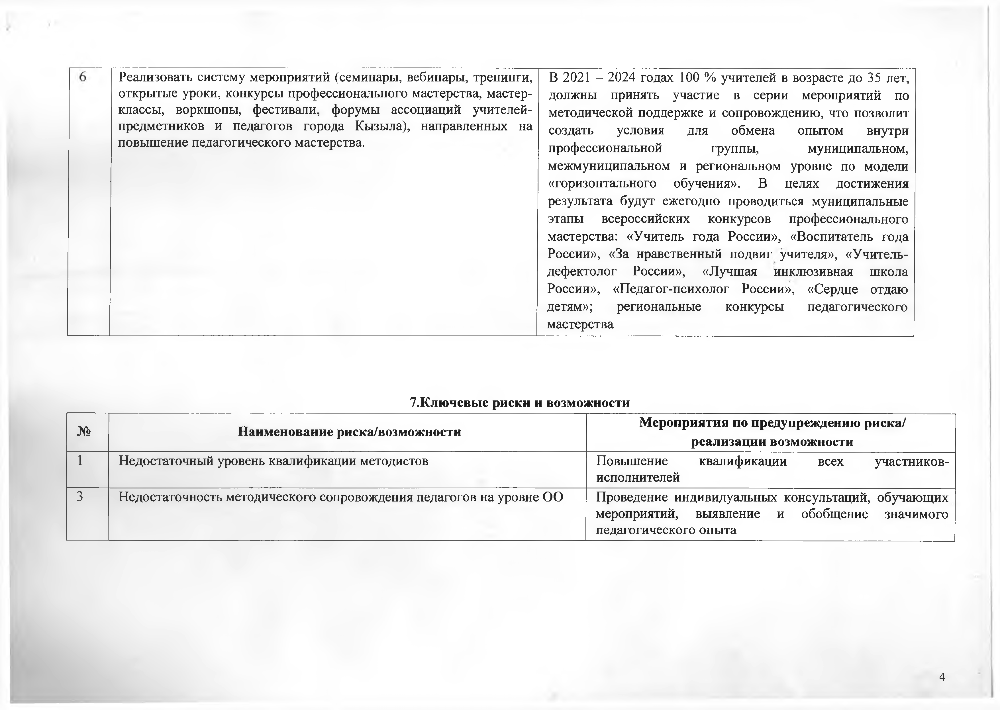 6
Реализовать систему мероприятий (семинары, вебинары, тренинги,
открытые уроки, конкурсы профессионального мастерства, мастер-
классы, воркшопы, фестивали, форумы ассоциаций учителей-
предметников и педагогов города Кызыла), направленных на
повышение педагогического мастерства.
В 2021 – 2024 годах 100 % учителей в возрасте до 35 лет,
должны принять участие в серии мероприятий по
методической поддержке и сопровождению, что позволит
создать условия для обмена опытом внутри
профессиональной группы, муниципальном,
межмуниципальном и региональном уровне по модели
«горизонтального обучения». В целях достижения
результата будут ежегодно проводиться муниципальные
этапы всероссийских конкурсов профессионального
мастерства: «Учитель года России», «Воспитатель года
России», «За нравственный подвиг учителя», «Учитель-
дефектолог России», «Лучшая инклюзивная школа
России», «Педагог-психолог России», «Сердце отдаю
детям»; региональные конкурсы педагогического
мастерства
7.Ключевые риски и возможности
№
Наименование риска/возможности
Мероприятия по предупреждению риска/
реализации возможности
1
Недостаточный уровень квалификации методистов
Повышение квалификации всех участников-
исполнителей
3
Недостаточность методического сопровождения педагогов на уровне ОО
Проведение индивидуальных консультаций, обучающих
мероприятий, выявление и обобщение значимого
педагогического опыта
4